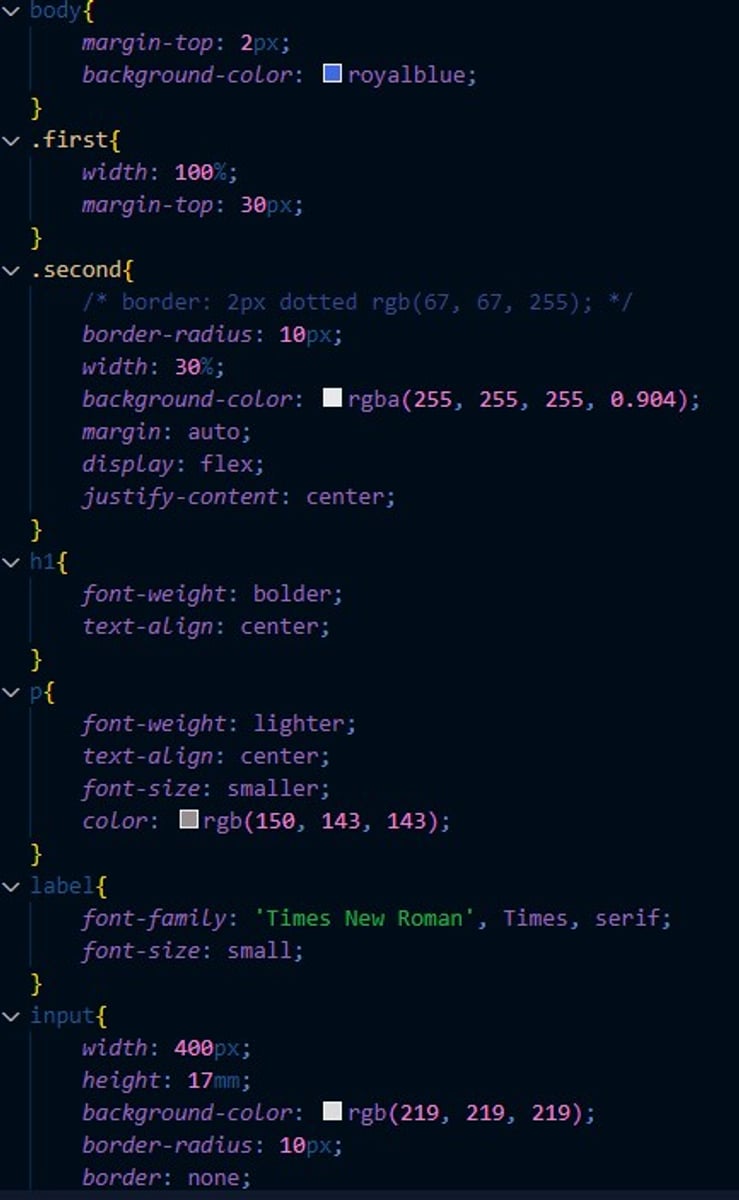 body{
margin-top: 2px;
background-color: royalblue;
}
.first{
width: 100%;
margin-top: 30px;
}
.second{
/* border: 2px dotted rgb(67, 67, 255); */
border-radius: 10px;
width: 30%;
background-color: rgba(255, 255, 255, 0.904);
margin: auto;
display: flex;
justify-content: center;
}
h1{
font-weight: bolder;
text-align: center;
}
p{
font-weight: lighter;
text-align: center;
font-size: smaller;
color: rgb(150, 143, 143);
}
label{
font-family: 'Times New Roman', Times, serif;
font-size: small;
}
input{
width: 400px;
height: 17mm;
background-color: rgb(219, 219, 219);
border-radius: 10px;
border: none;